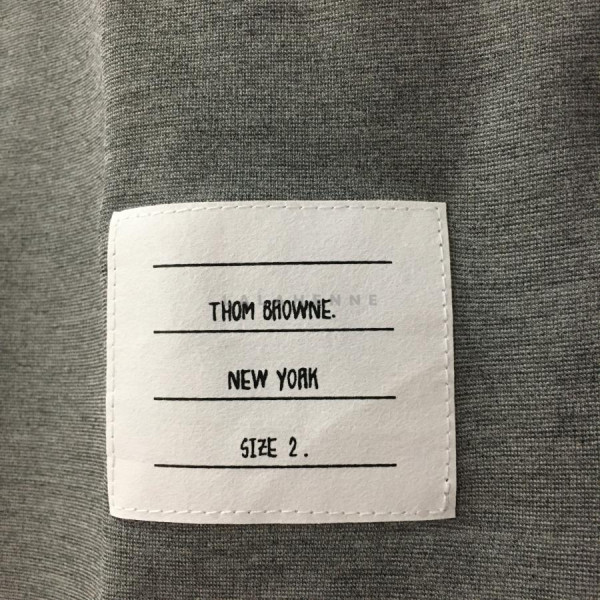 THOM BROWNE.
NEW YORK
SIZE 2.